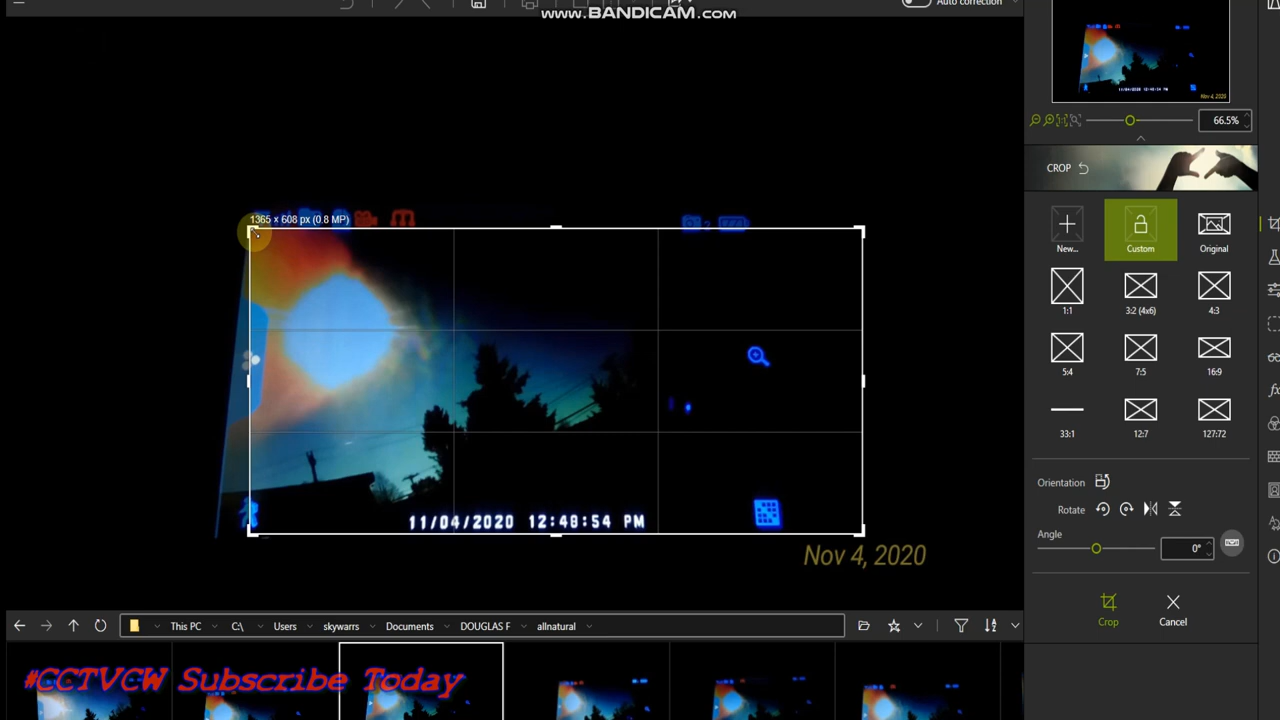 www.BANDICAM.com
Auto correction
66.5%
CROP
1365 x 608 px (0.8 MP)
New...
Custom
Original
1:1
3:2 (4x6)
4:3
5:4
7:5
16:9
33:1
12:7
127:72
11/04/2020 12:48:54 PM
Nov 4, 2020
Orientation
Rotate
Angle
0°
Crop
Cancel
This PC
C:\
Users
skywarrs
Documents
DOUGLAS F
allnatural
#CCTVCW Subscribe Today